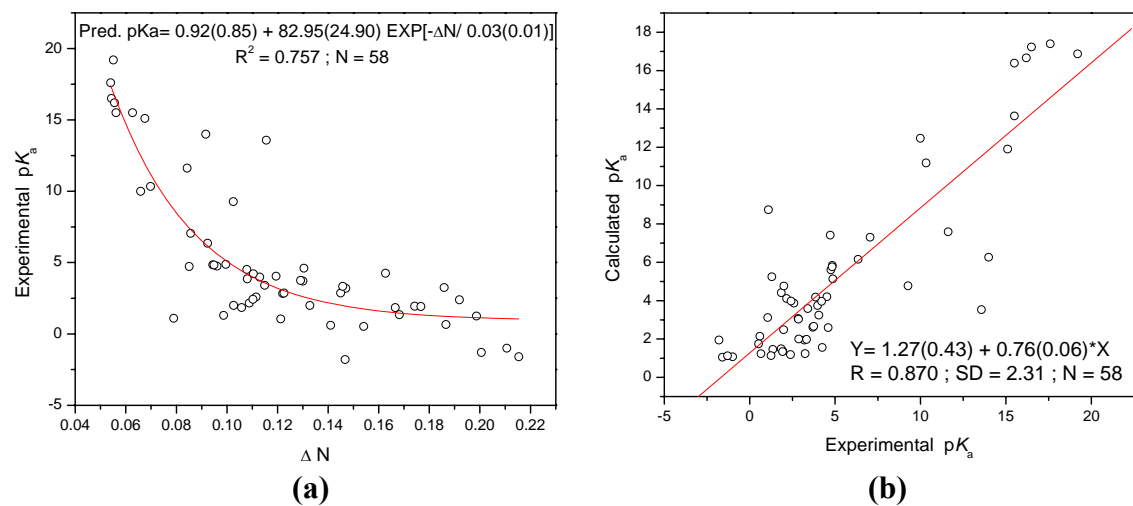 Pred. pKa= 0.92(0.85) + 82.95(24.90) EXP[-ΔN/ 0.03(0.01)]
R² = 0.757 ; N = 58
Experimental pKₐ
20
15
10
5
0
-5
0.04 0.06 0.08 0.10 0.12 0.14 0.16 0.18 0.20 0.22
Δ N
(a)
Calculated pKₐ
18
16
14
12
10
8
6
4
2
0
Y= 1.27(0.43) + 0.76(0.06)*X
R = 0.870 ; SD = 2.31 ; N = 58
-5 0 5 10 15 20
Experimental pKₐ
(b)